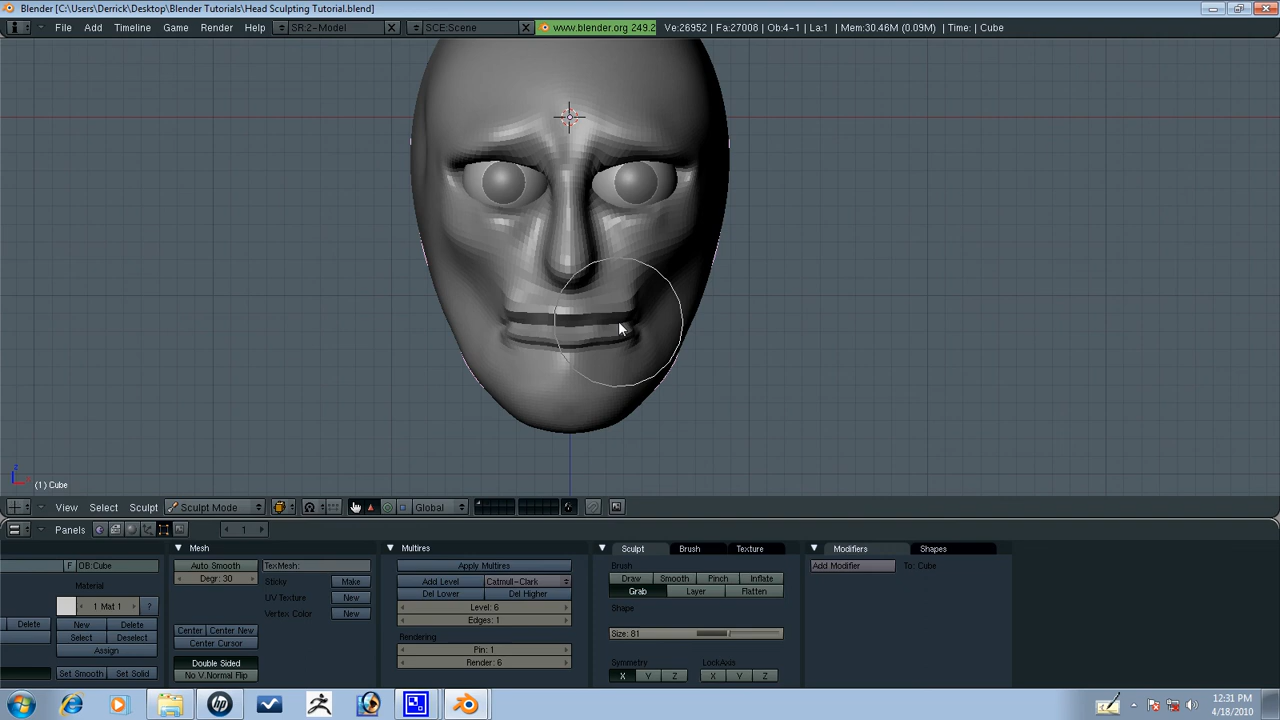 Blender [C:\Users\Derrick\Desktop\Blender Tutorials\Head Sculpting Tutorial.blend]
File Add Timeline Game Render Help SR:2-Model SCE:Scene www.blender.org 249.2 Ve:26952 | Fa:27008 | Ob:4-1 | La:1 | Mem:30.46M (0.09M) | Time: | Cube
z
(1) Cube
View Select Sculpt Sculpt Mode Global
Panels 1
Mesh Multires Sculpt Brush Texture Modifiers Shapes
F OB:Cube Auto Smooth TexMesh: Apply Multires Brush Add Modifier To: Cube
Material Degr: 30 Sticky Make Add Level Catmull-Clark Draw Smooth Pinch Inflate
1 Mat 1 ? UV Texture New Del Lower Del Higher Grab Layer Flatten
Vertex Color New Level: 6 Shape
Delete New Delete Center Center New Edges: 1
Select Deselect Center Cursor Rendering Size: 81
Assign Pin: 1
Double Sided Render: 6 Symmetry LockAxis
Set Smooth Set Solid No V.Normal Flip X Y Z X Y Z
12:31 PM
4/18/2010